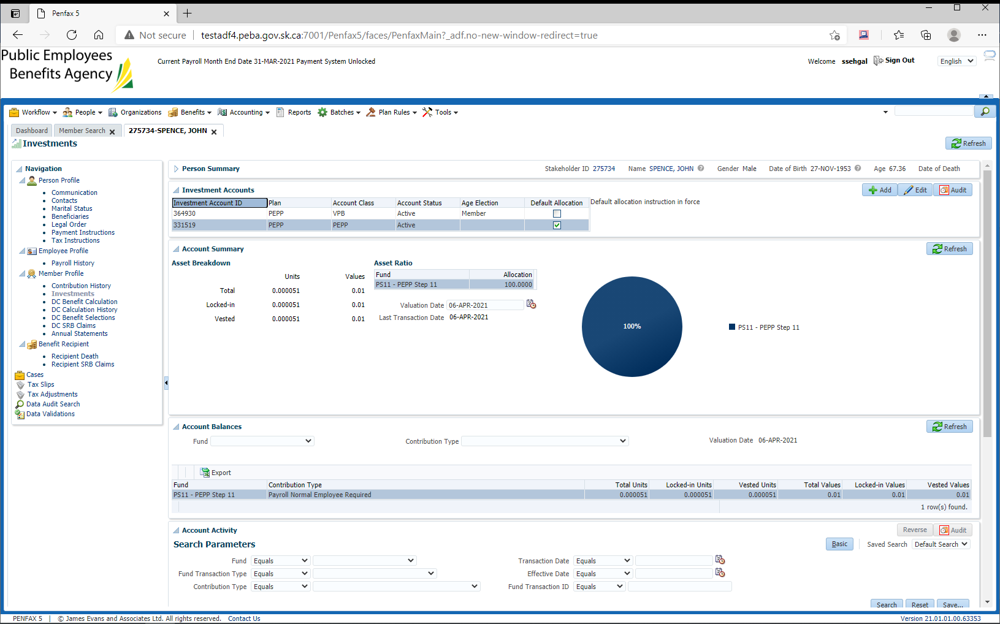 Penfax 5
Not secure testadf4.peba.gov.sk.ca:7001/Penfax5/faces/PenfaxMain?_adf.no-new-window-redirect=true
Public Employees
Benefits Agency
Current Payroll Month End Date 31-MAR-2021 Payment System Unlocked
Welcome ssehgal Sign Out English
Workflow People Organizations Benefits Accounting Reports Batches Plan Rules Tools
Dashboard Member Search 275734-SPENCE, JOHN
Investments Refresh
Navigation
Person Profile
Communication
Contacts
Marital Status
Beneficiaries
Legal Order
Payment Instructions
Tax Instructions
Employee Profile
Payroll History
Member Profile
Contribution History
Investments
DC Benefit Calculation
DC Calculation History
DC Benefit Selections
DC SRB Claims
Annual Statements
Benefit Recipient
Recipient Death
Recipient SRB Claims
Cases
Tax Slips
Tax Adjustments
Data Audit Search
Data Validations
Person Summary Stakeholder ID 275734 Name SPENCE, JOHN Gender Male Date of Birth 27-NOV-1953 Age 67.36 Date of Death
Investment Accounts Add Edit Audit
Investment Account ID Plan Account Class Account Status Age Election Default Allocation Default allocation instruction in force
364930 PEPP VPB Active Member
331519 PEPP PEPP Active
Account Summary Refresh
Asset Breakdown Asset Ratio
Units Values Fund Allocation
PS11 - PEPP Step 11 100.0000
Total 0.000051 0.01
Locked-in 0.000051 0.01 Valuation Date 06-APR-2021
Vested 0.000051 0.01 Last Transaction Date 06-APR-2021
100% PS11 - PEPP Step 11
Account Balances Refresh
Fund Contribution Type Valuation Date 06-APR-2021
Export
Fund Contribution Type Total Units Locked-in Units Vested Units Total Values Locked-in Values Vested Values
PS11 - PEPP Step 11 Payroll Normal Employee Required 0.000051 0.000051 0.000051 0.01 0.01 0.01
1 row(s) found.
Account Activity Reverse Audit
Search Parameters Basic Saved Search Default Search
Fund Equals Transaction Date Equals
Fund Transaction Type Equals Effective Date Equals
Contribution Type Equals Fund Transaction ID Equals
Search Reset Save...
PENFAX 5 | © James Evans and Associates Ltd. All rights reserved. Contact Us Version 21.01.01.00.63353